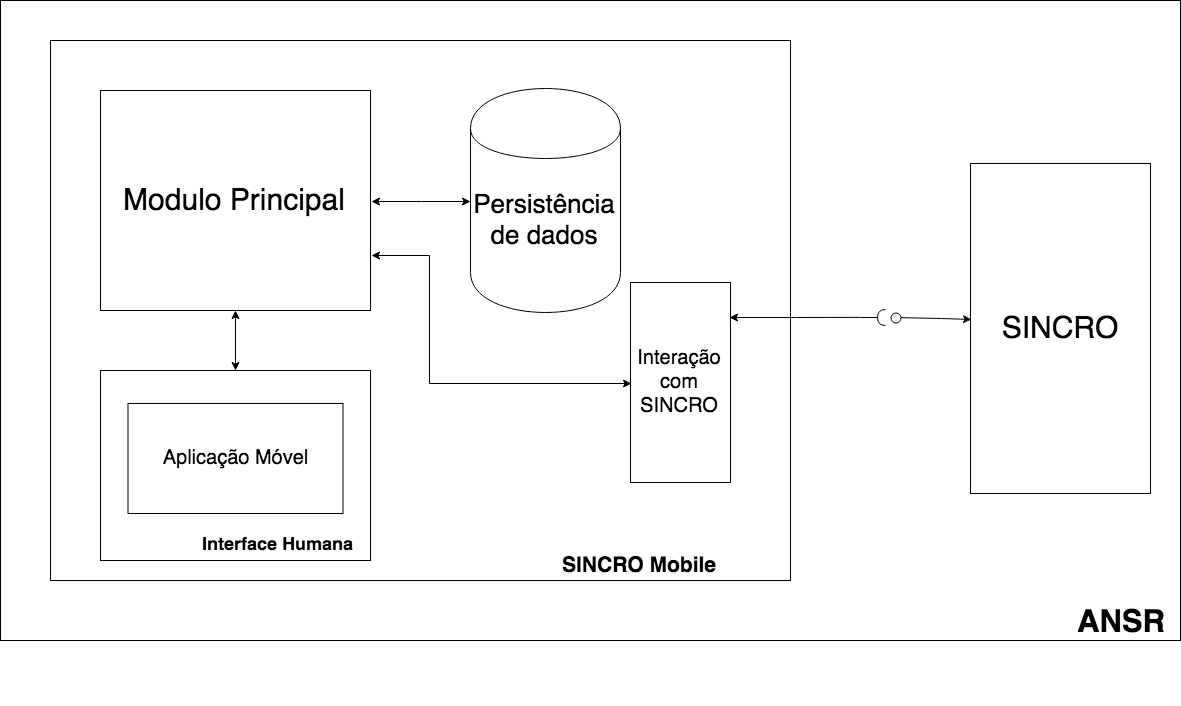 Modulo Principal
Persistência
de dados
SINCRO
Interação
com
SINCRO
Aplicação Móvel
Interface Humana
SINCRO Mobile
ANSR